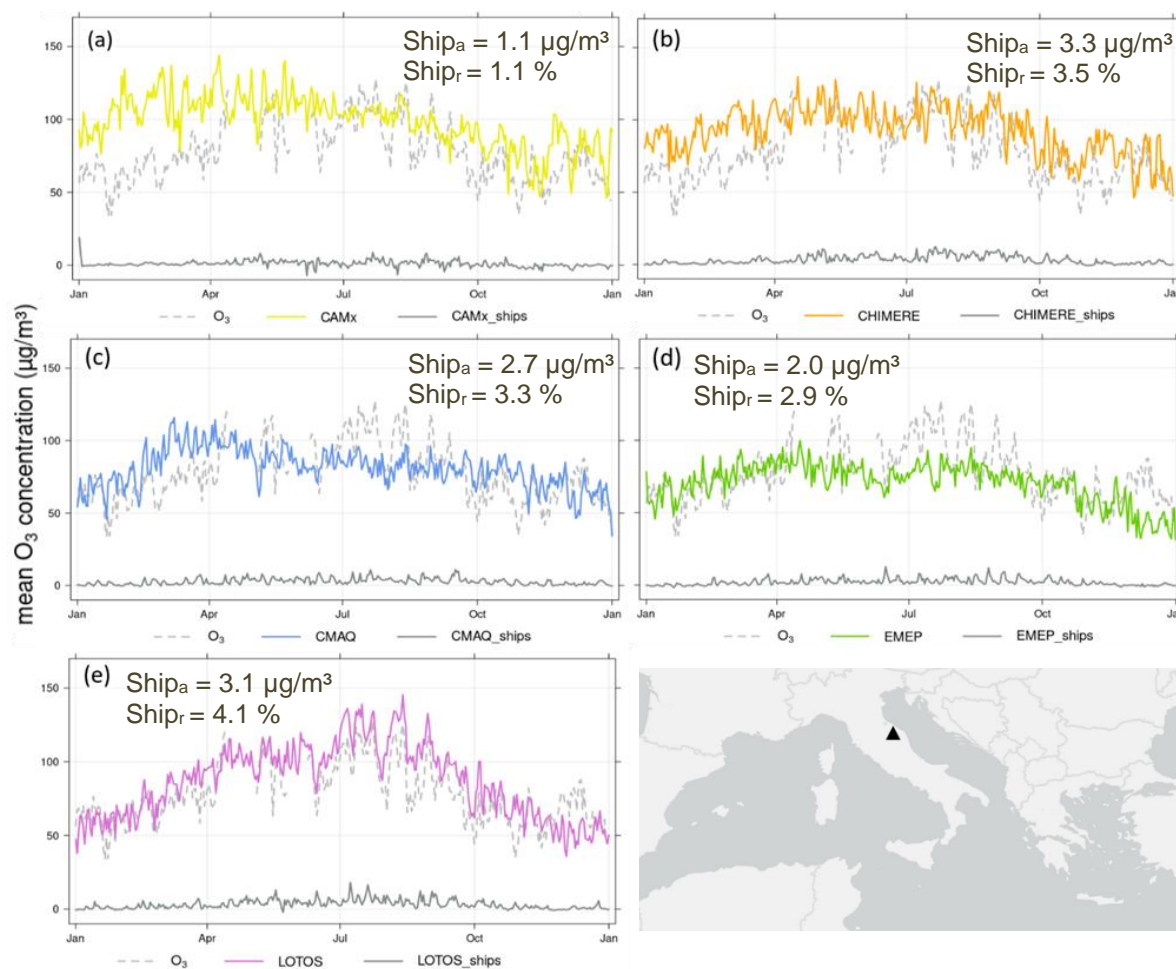 (a)
Shipₐ = 1.1 µg/m³
Shipᵣ = 1.1 %
150
100
50
0
Jan
Apr
Jul
Oct
Jan
O₃
CAMx
CAMx_ships
(b)
Shipₐ = 3.3 µg/m³
Shipᵣ = 3.5 %
Jan
Apr
Jul
Oct
Jan
O₃
CHIMERE
CHIMERE_ships
mean O₃ concentration (µg/m³)
(c)
Shipₐ = 2.7 µg/m³
Shipᵣ = 3.3 %
150
100
50
0
Jan
Apr
Jul
Oct
Jan
O₃
CMAQ
CMAQ_ships
(d)
Shipₐ = 2.0 µg/m³
Shipᵣ = 2.9 %
Jan
Apr
Jul
Oct
Jan
O₃
EMEP
EMEP_ships
(e)
Shipₐ = 3.1 µg/m³
Shipᵣ = 4.1 %
150
100
50
0
Jan
Apr
Jul
Oct
Jan
O₃
LOTOS
LOTOS_ships